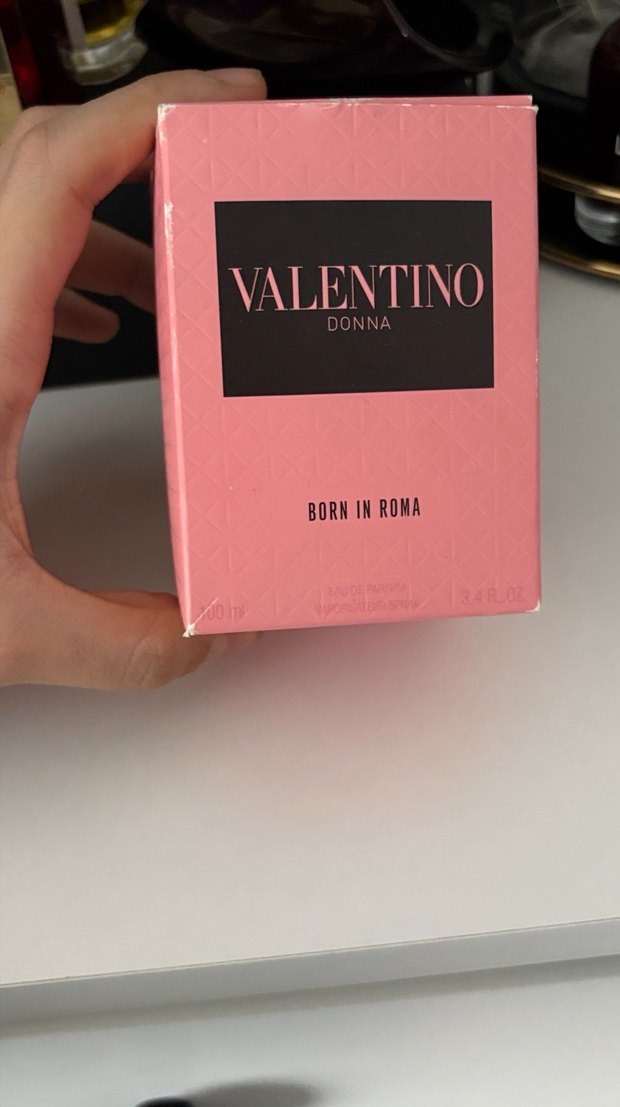 VALENTINO
DONNA
BORN IN ROMA
EAU DE PARFUM
VAPORISATEUR SPRAY
100 ml
3.4 FL.OZ.